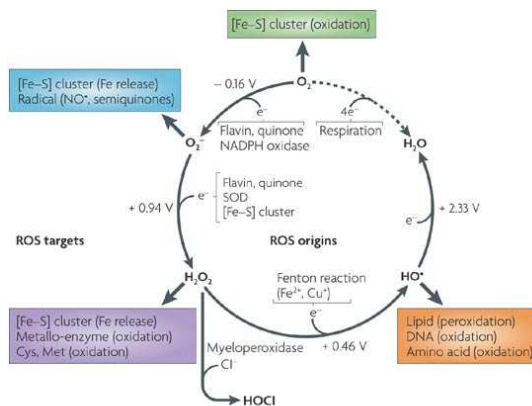 [Fe–S] cluster (oxidation)
[Fe–S] cluster (Fe release)
Radical (NO•, semiquinones)
– 0.16 V
O₂
e⁻
4e⁻
Flavin, quinone
NADPH oxidase
Respiration
O₂⁻
H₂O
+ 0.94 V
e⁻
Flavin, quinone
SOD
[Fe–S] cluster
e⁻
+ 2.33 V
ROS targets
ROS origins
H₂O₂
Fenton reaction
(Fe²⁺, Cu⁺)
e⁻
HO•
[Fe–S] cluster (Fe release)
Metallo-enzyme (oxidation)
Cys, Met (oxidation)
Myeloperoxidase
Cl⁻
+ 0.46 V
Lipid (peroxidation)
DNA (oxidation)
Amino acid (oxidation)
HOCl